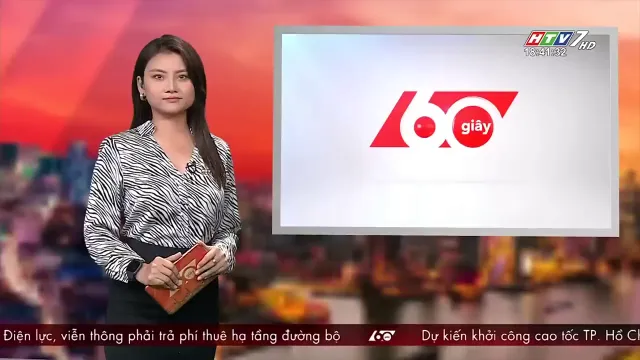 HTV7 HD
18:41:32
60 giây
Điện lực, viễn thông phải trả phí thuê hạ tầng đường bộ 60 Dự kiến khởi công cao tốc TP. Hồ C